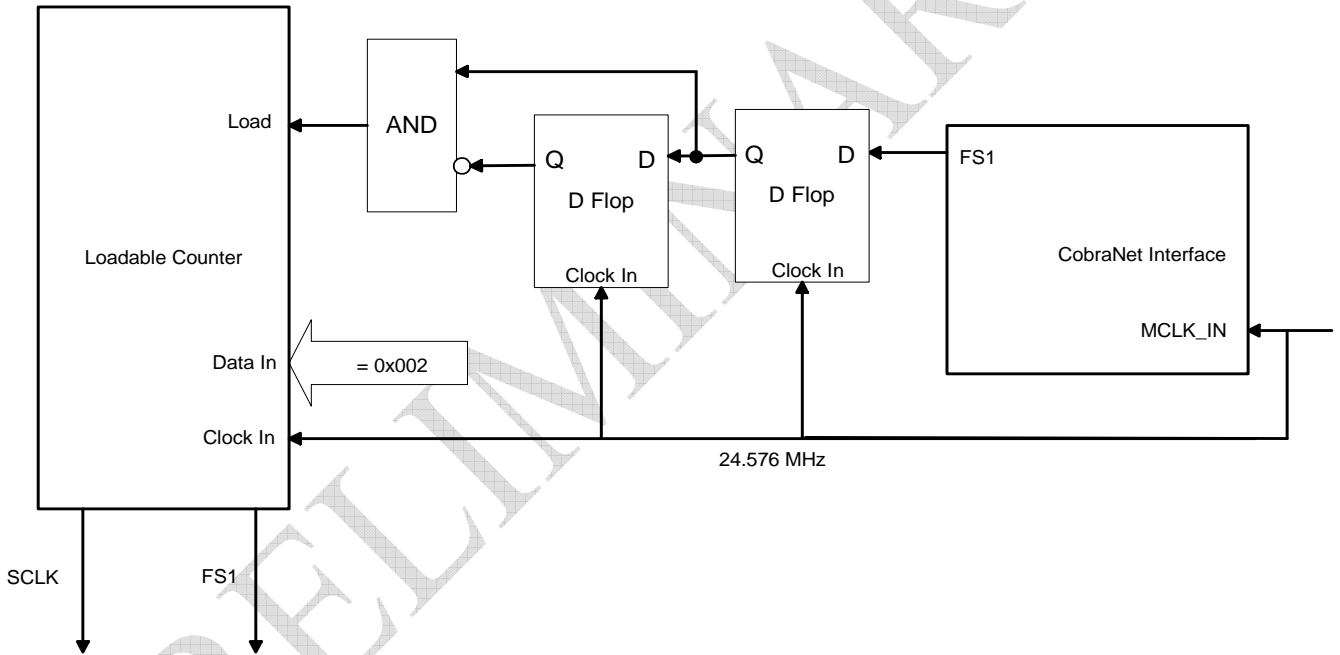 Load
AND
Q D
D Flop
Clock In
Q D
D Flop
Clock In
FS1
CobraNet Interface
MCLK_IN
Loadable Counter
Data In
= 0x002
Clock In
24.576 MHz
SCLK
FS1